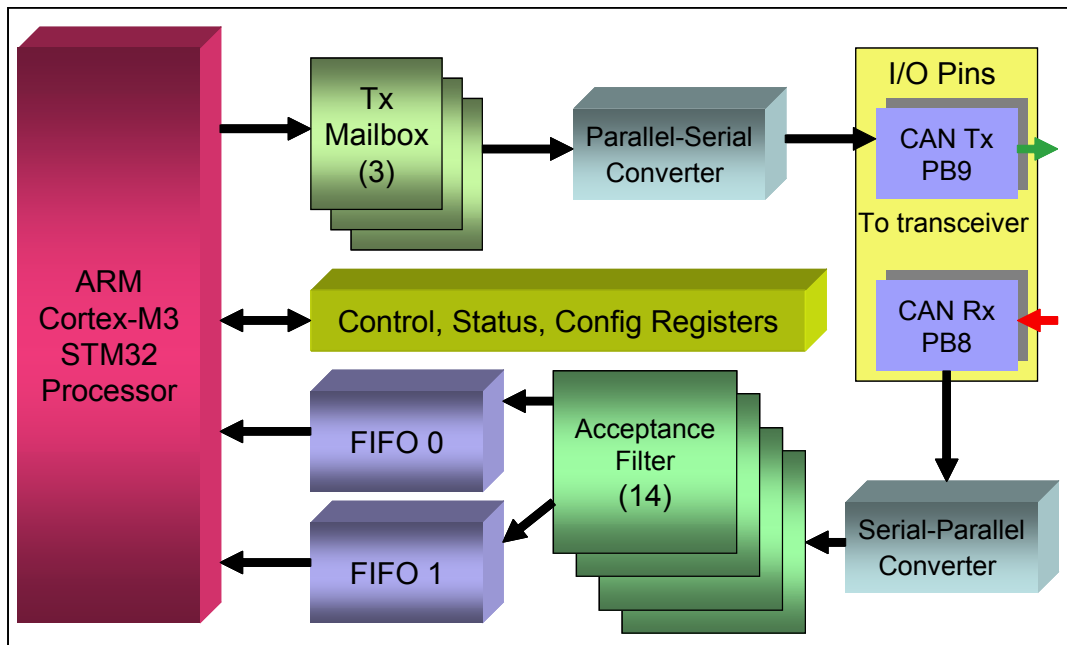 ARM
Cortex-M3
STM32
Processor
Tx
Mailbox
(3)
Parallel-Serial
Converter
I/O Pins
CAN Tx
PB9
To transceiver
CAN Rx
PB8
Control, Status, Config Registers
FIFO 0
FIFO 1
Acceptance
Filter
(14)
Serial-Parallel
Converter